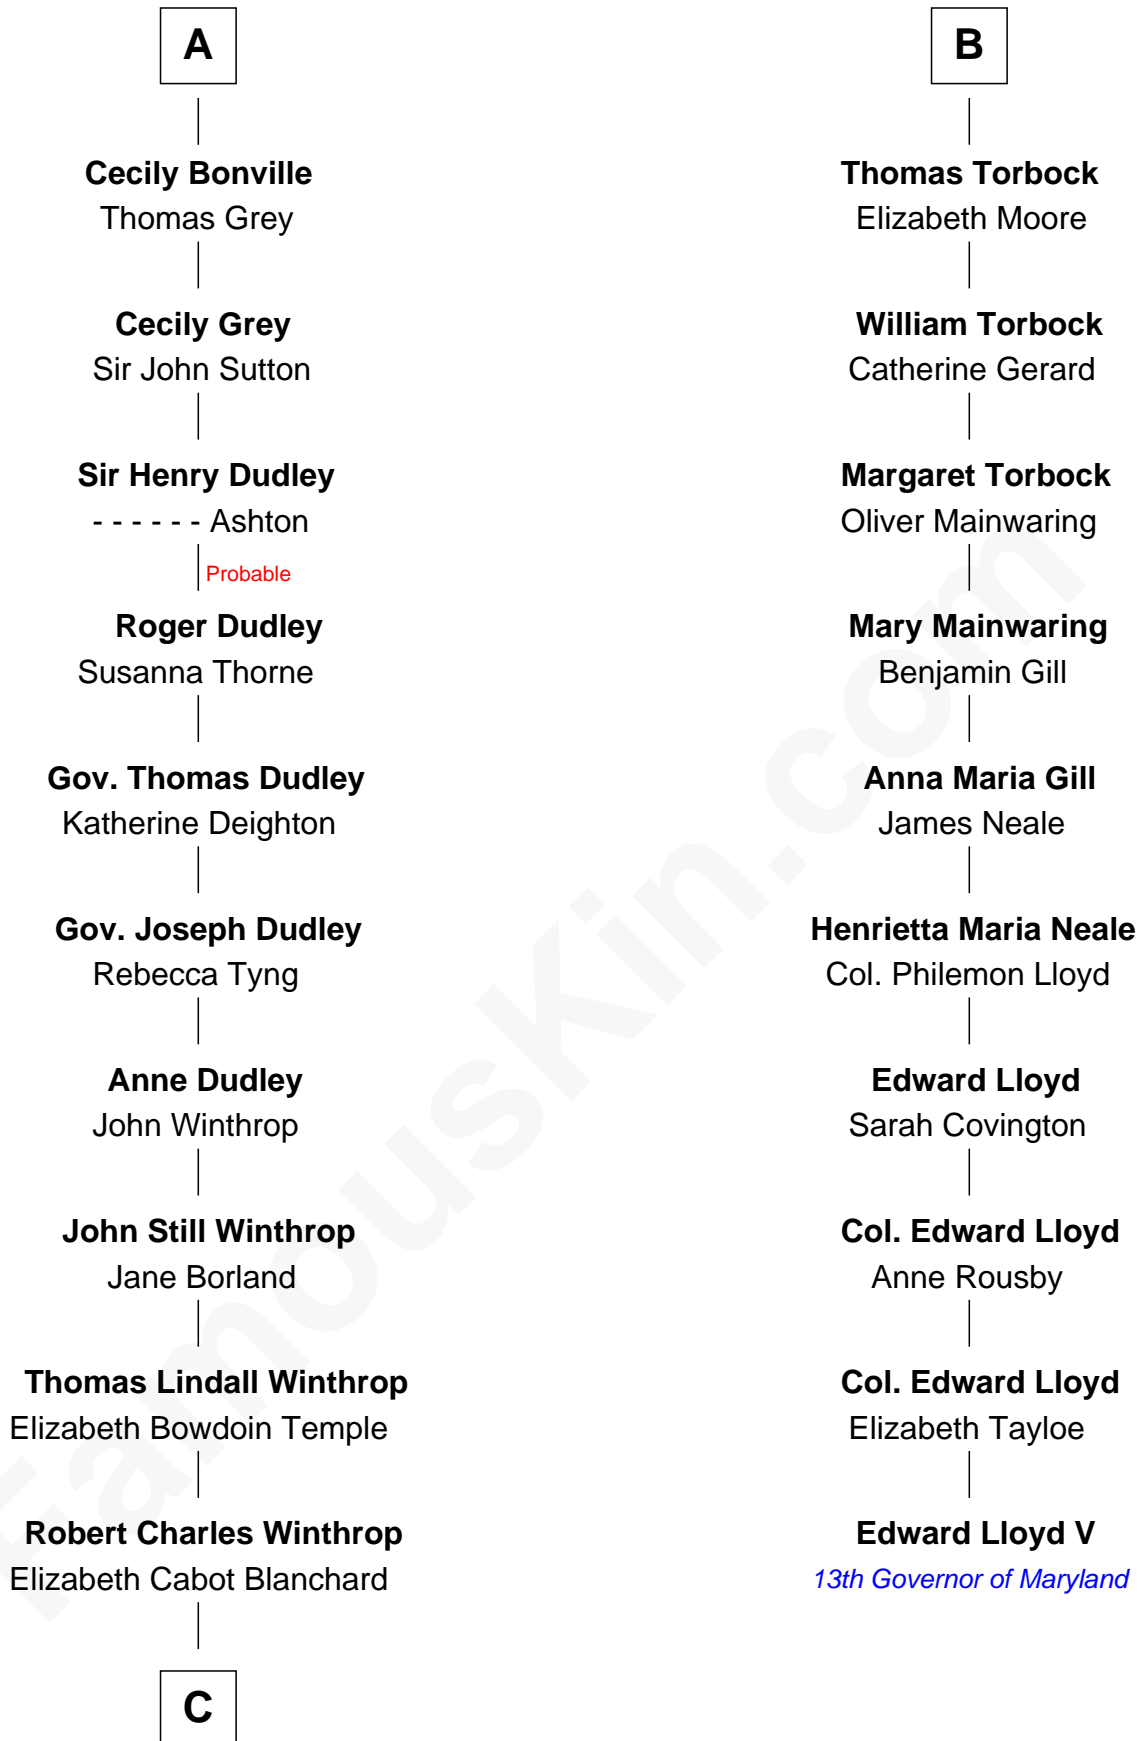 A
Cecily Bonville
Thomas Grey
Cecily Grey
Sir John Sutton
Sir Henry Dudley
- - - - - - Ashton
Probable
Roger Dudley
Susanna Thorne
Gov. Thomas Dudley
Katherine Deighton
Gov. Joseph Dudley
Rebecca Tyng
Anne Dudley
John Winthrop
John Still Winthrop
Jane Borland
Thomas Lindall Winthrop
Elizabeth Bowdoin Temple
Robert Charles Winthrop
Elizabeth Cabot Blanchard
C
B
Thomas Torbock
Elizabeth Moore
William Torbock
Catherine Gerard
Margaret Torbock
Oliver Mainwaring
Mary Mainwaring
Benjamin Gill
Anna Maria Gill
James Neale
Henrietta Maria Neale
Col. Philemon Lloyd
Edward Lloyd
Sarah Covington
Col. Edward Lloyd
Anne Rousby
Col. Edward Lloyd
Elizabeth Tayloe
Edward Lloyd V
13th Governor of Maryland
FamousKin.com